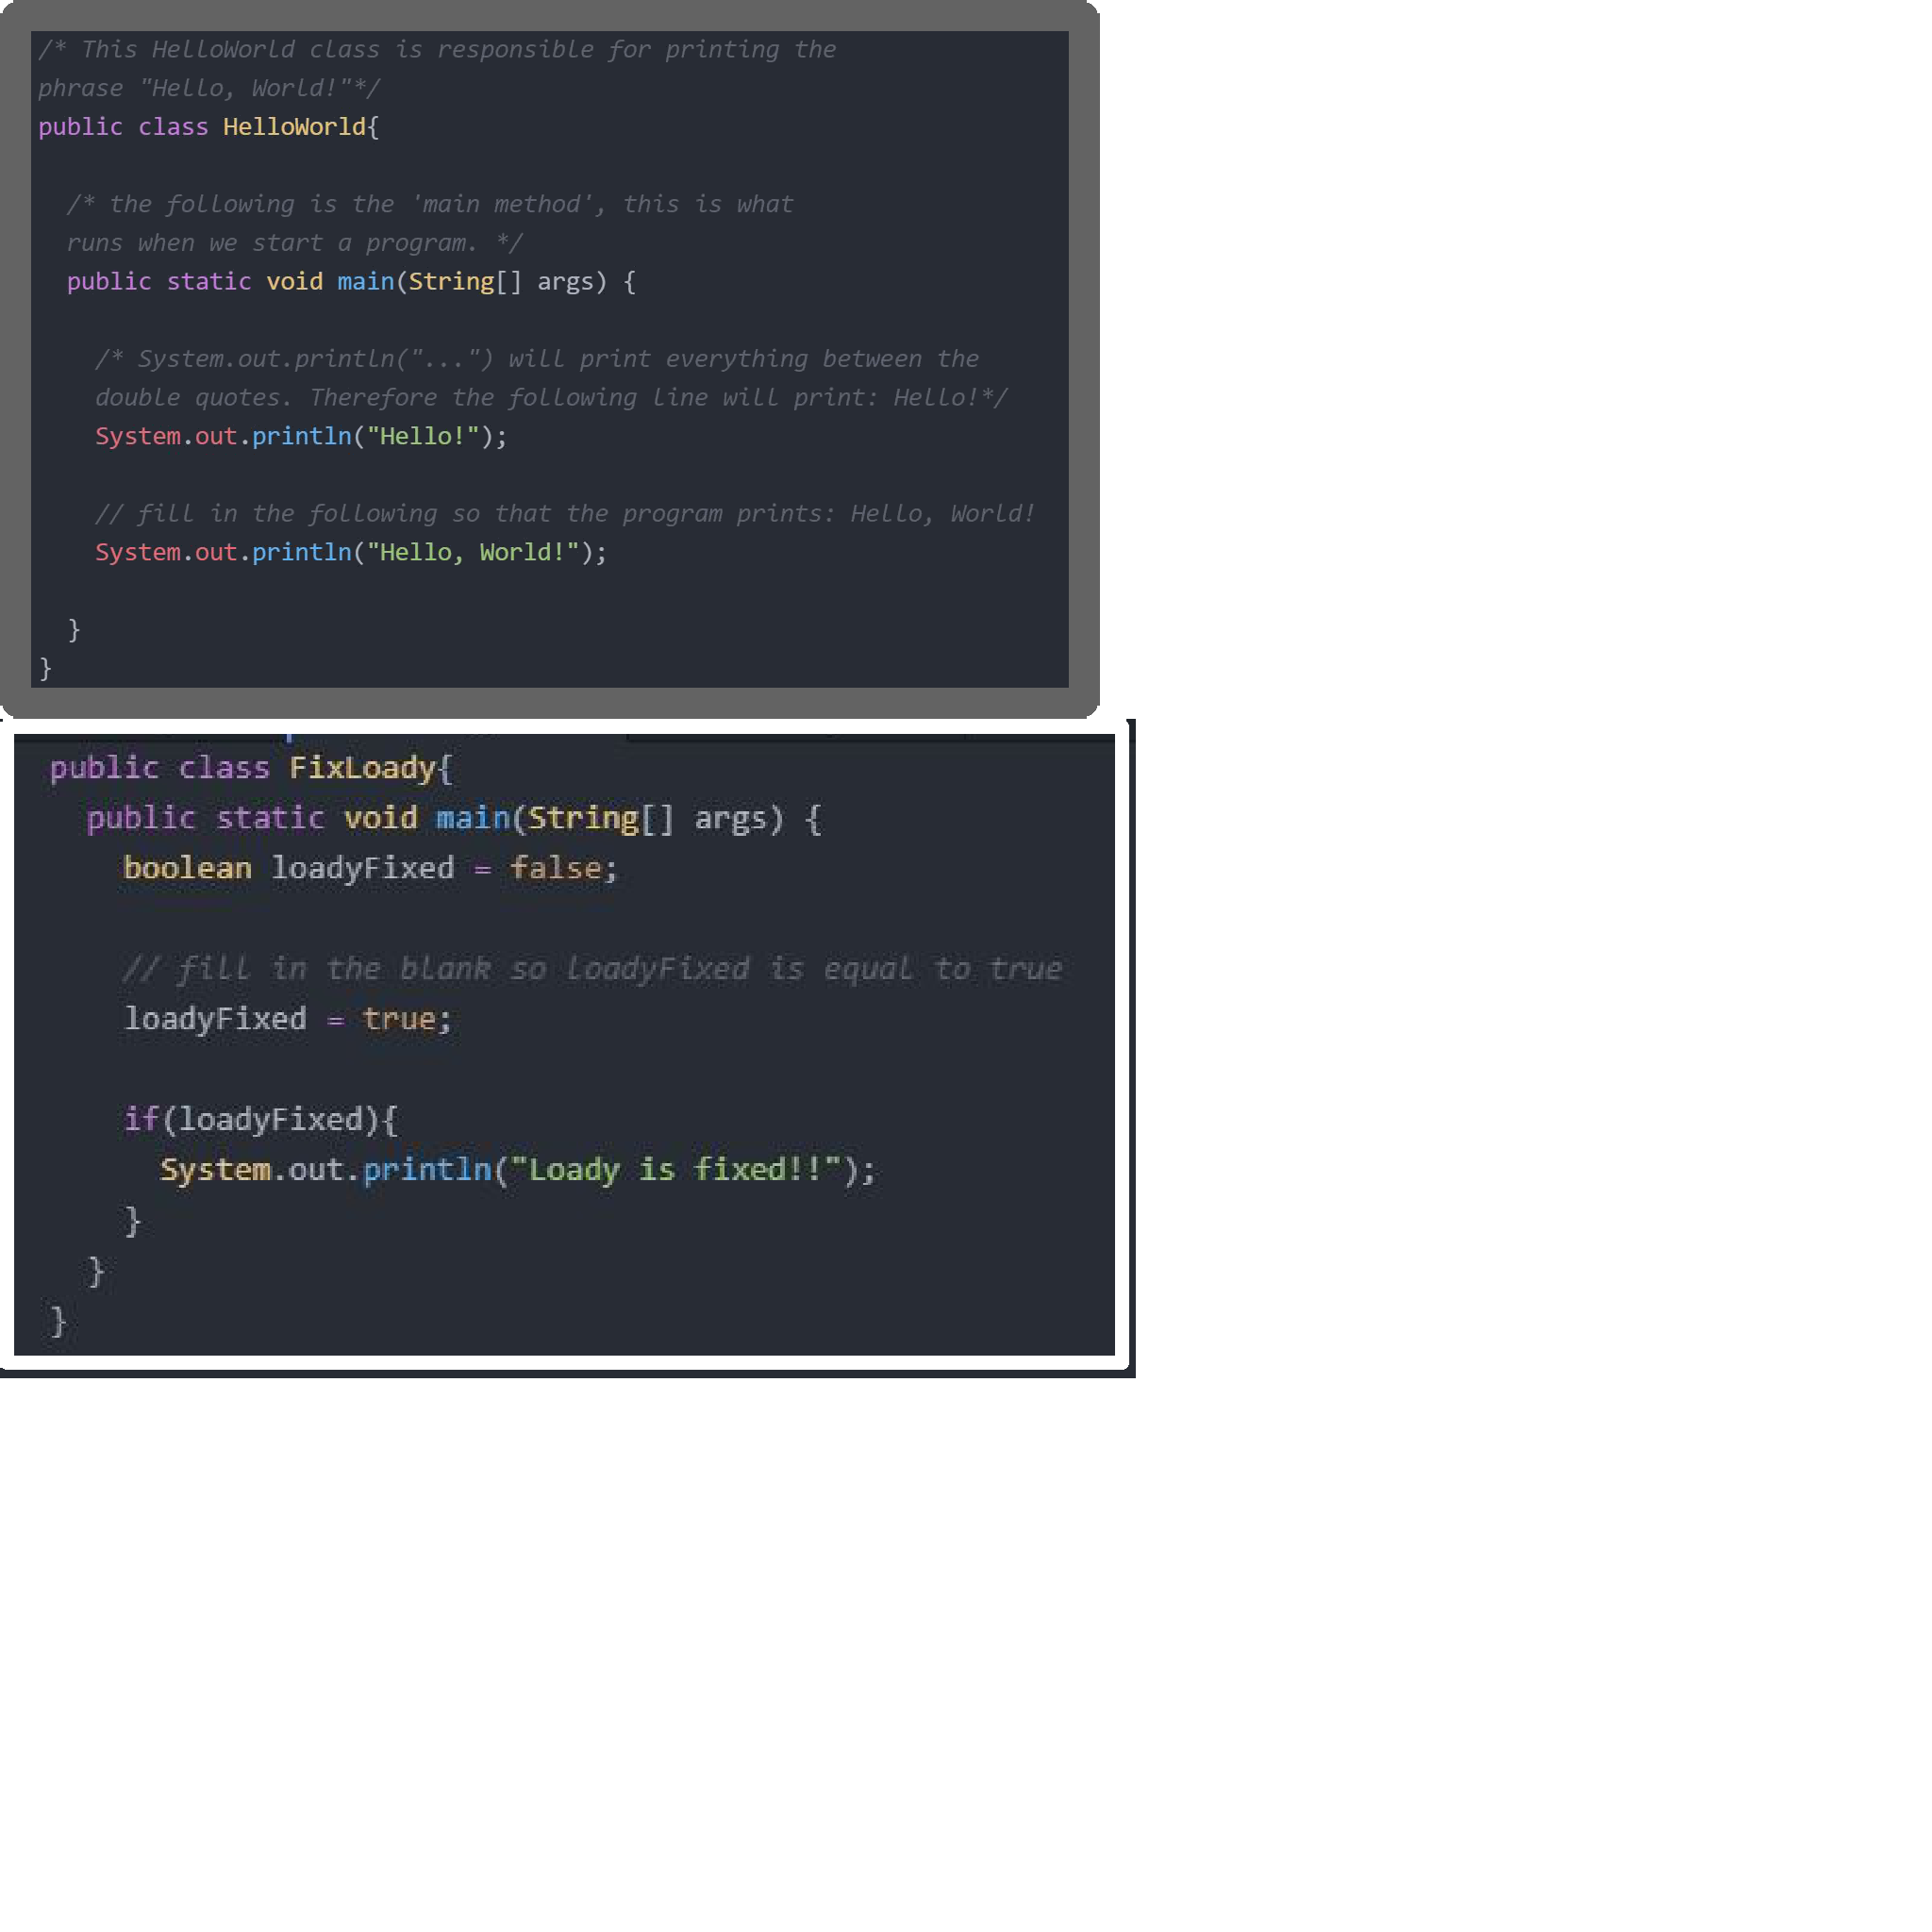 /* This HelloWorld class is responsible for printing the
phrase "Hello, World!"*/
public class HelloWorld{
/* the following is the 'main method', this is what
runs when we start a program. */
public static void main(String[] args) {
/* System.out.println("...") will print everything between the
double quotes. Therefore the following line will print: Hello!*/
System.out.println("Hello!");
// fill in the following so that the program prints: Hello, World!
System.out.println("Hello, World!");
}
}
public class FixLoady{
public static void main(String[] args) {
boolean loadyFixed = false;
// fill in the blank so loadyFixed is equal to true
loadyFixed = true;
if(loadyFixed){
System.out.println("Loady is fixed!!");
}
}
}